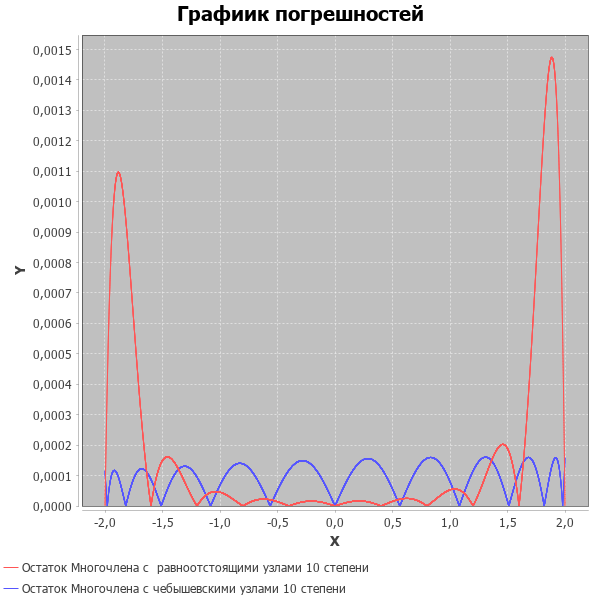 Графиик погрешностей
0,0015
0,0014
0,0013
0,0012
0,0011
0,0010
0,0009
0,0008
0,0007
0,0006
0,0005
0,0004
0,0003
0,0002
0,0001
0,0000
Y
-2,0 -1,5 -1,0 -0,5 0,0 0,5 1,0 1,5 2,0
X
Остаток Многочлена с равноотстоящими узлами 10 степени
Остаток Многочлена с чебышевскими узлами 10 степени